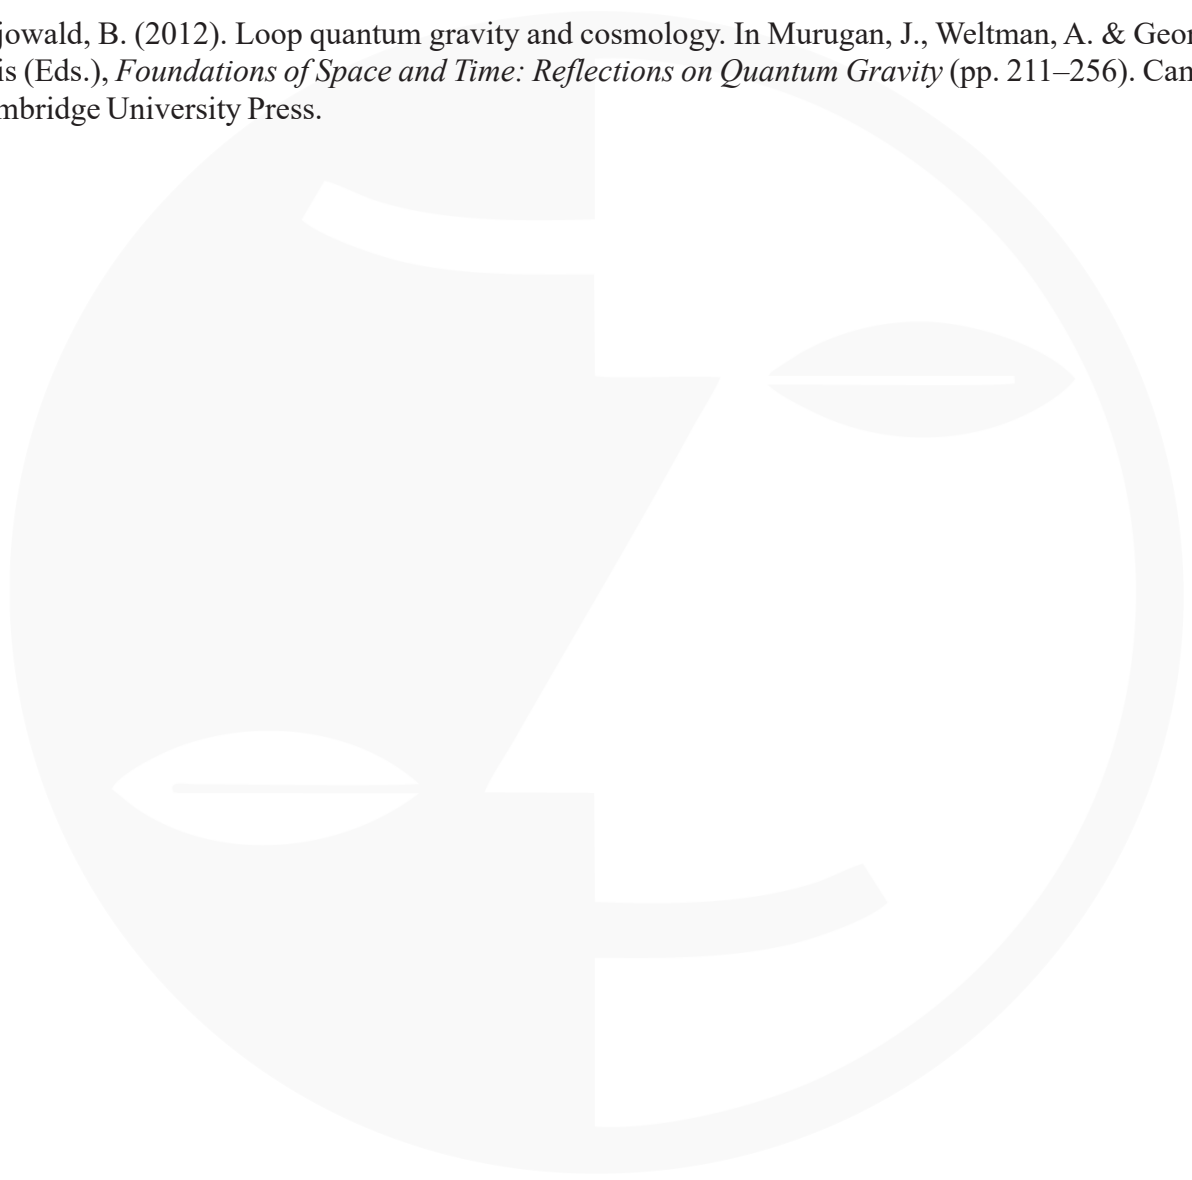 jowald, B. (2012). Loop quantum gravity and cosmology. In Murugan, J., Weltman, A. & Geor
is (Eds.), Foundations of Space and Time: Reflections on Quantum Gravity (pp. 211–256). Cam
mbridge University Press.